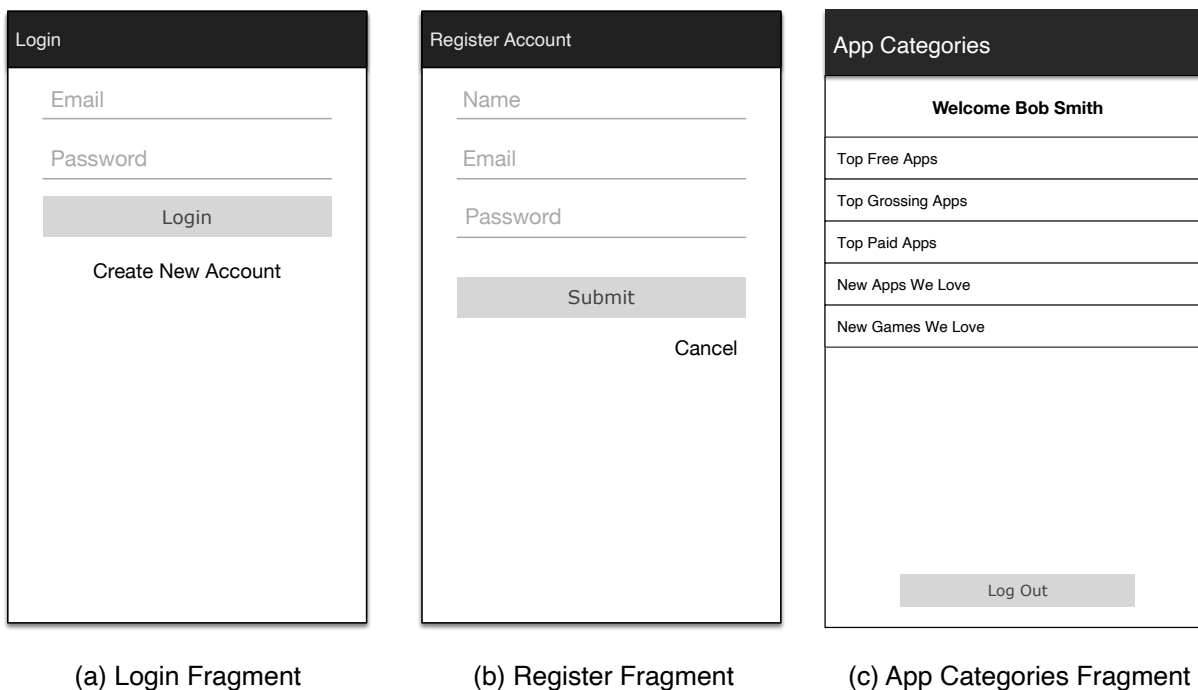 Login
Email
Password
Login
Create New Account
(a) Login Fragment
Register Account
Name
Email
Password
Submit
Cancel
(b) Register Fragment
App Categories
Welcome Bob Smith
Top Free Apps
Top Grossing Apps
Top Paid Apps
New Apps We Love
New Games We Love
Log Out
(c) App Categories Fragment